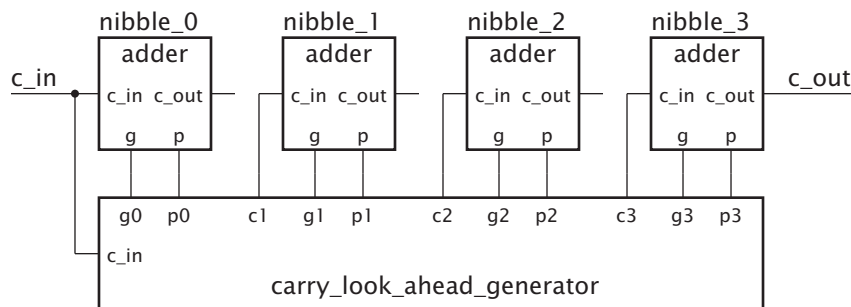 nibble_0 nibble_1 nibble_2 nibble_3
adder adder adder adder
c_in c_out
c_in c_out c_in c_out c_in c_out c_in c_out
g p g p g p g p
g0 p0 c1 g1 p1 c2 g2 p2 c3 g3 p3
c_in
carry_look_ahead_generator